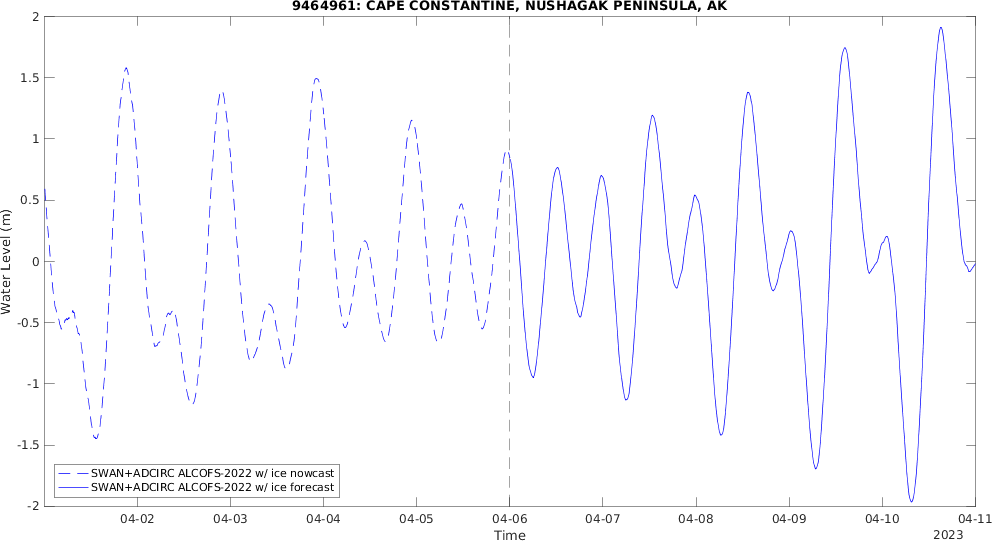 9464961: CAPE CONSTANTINE, NUSHAGAK PENINSULA, AK
Water Level (m)
2
1.5
1
0.5
0
-0.5
-1
-1.5
-2
SWAN+ADCIRC ALCOFS-2022 w/ ice nowcast
SWAN+ADCIRC ALCOFS-2022 w/ ice forecast
04-02 04-03 04-04 04-05 04-06 04-07 04-08 04-09 04-10 04-11
Time
2023